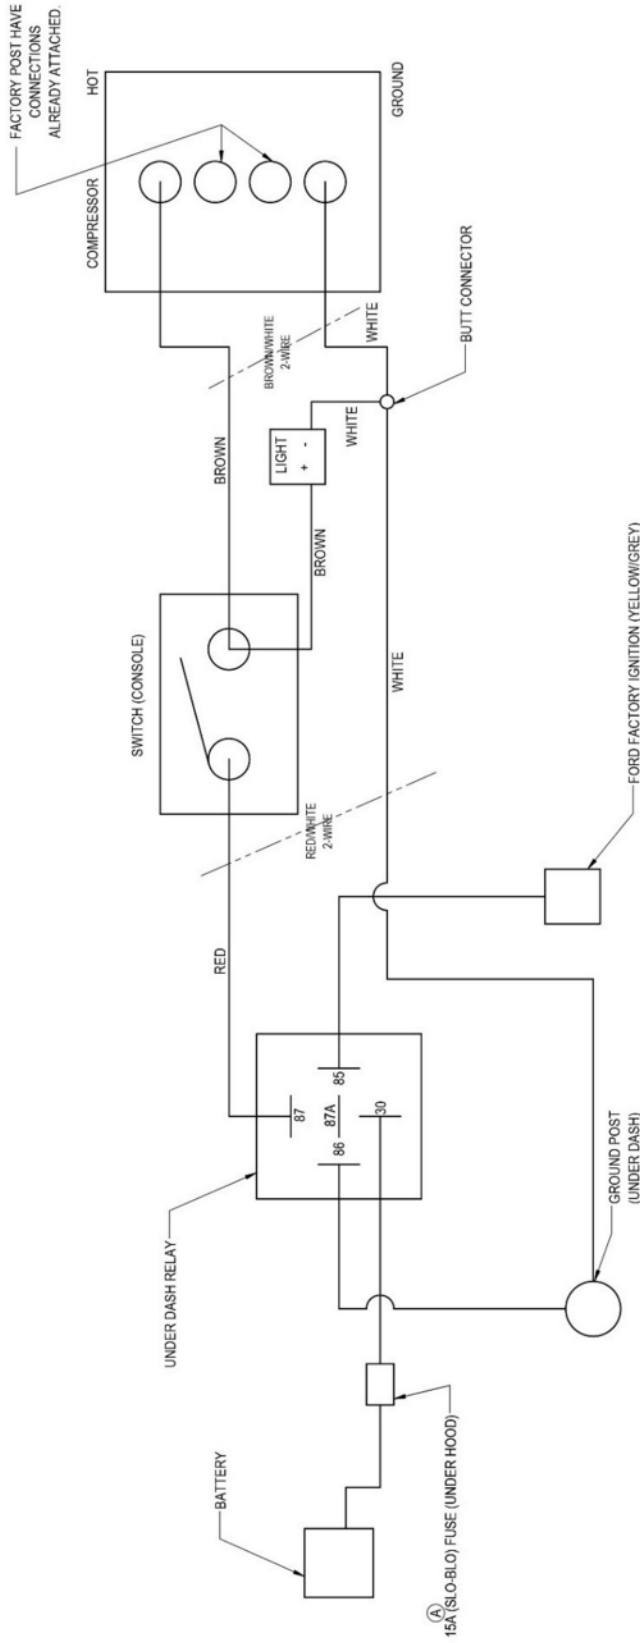 FACTORY POST HAVE
CONNECTIONS
ALREADY ATTACHED.
HOT
COMPRESSOR
GROUND
BROWN/WHITE
2-WIRE
WHITE
BUTT CONNECTOR
BROWN
LIGHT
+ -
WHITE
BROWN
SWITCH (CONSOLE)
WHITE
RED/WHITE
2-WIRE
FORD FACTORY IGNITION (YELLOW/GREY)
RED
UNDER DASH RELAY
87
87A
86
85
30
GROUND POST
(UNDER DASH)
BATTERY
A
15A (SLO-BLO) FUSE (UNDER HOOD)